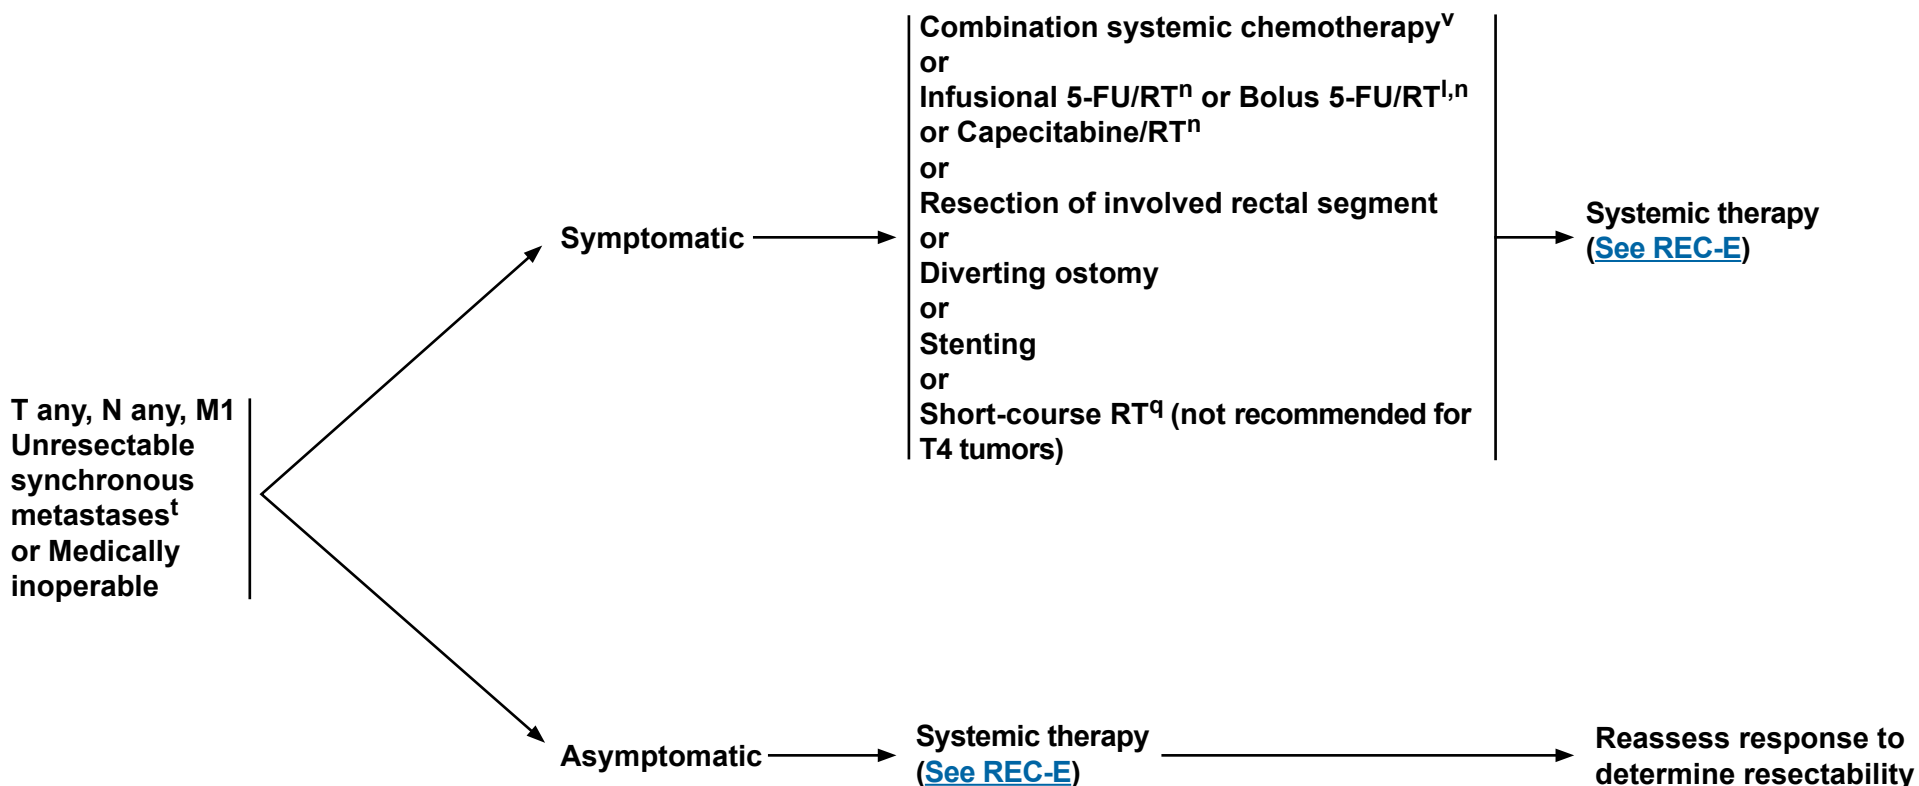 Combination systemic chemotherapyᵛ
or
Infusional 5-FU/RTⁿ or Bolus 5-FU/RTˡ,ⁿ
or Capecitabine/RTⁿ
or
Resection of involved rectal segment
or
Diverting ostomy
or
Stenting
or
Short-course RT^q (not recommended for
T4 tumors)
Symptomatic
Systemic therapy
(See REC-E)
T any, N any, M1
Unresectable
synchronous
metastasesᵗ
or Medically
inoperable
Asymptomatic
Systemic therapy
(See REC-E)
Reassess response to
determine resectability